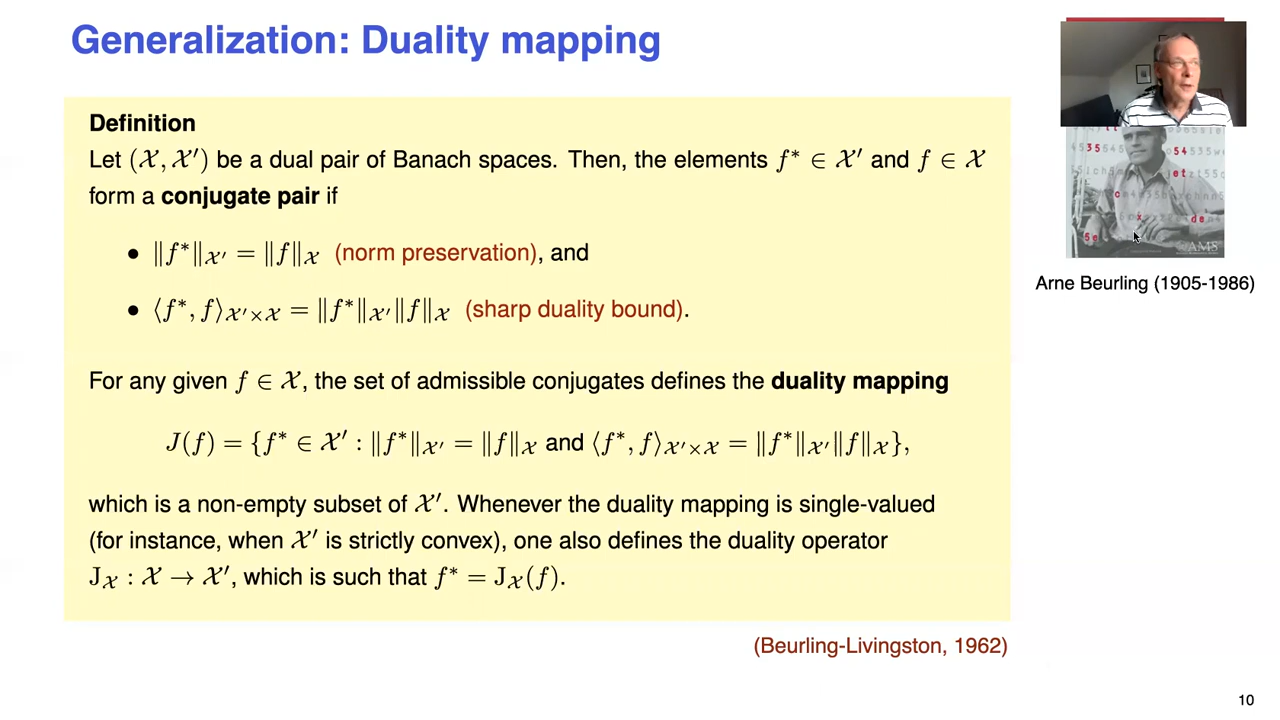 Generalization: Duality mapping
Definition
Let (𝒳, 𝒳′) be a dual pair of Banach spaces. Then, the elements f* ∈ 𝒳′ and f ∈ 𝒳
form a conjugate pair if
• ‖f*‖𝒳′ = ‖f‖𝒳 (norm preservation), and
• ⟨f*, f⟩𝒳′×𝒳 = ‖f*‖𝒳′‖f‖𝒳 (sharp duality bound).
For any given f ∈ 𝒳, the set of admissible conjugates defines the duality mapping
J(f) = {f* ∈ 𝒳′ : ‖f*‖𝒳′ = ‖f‖𝒳 and ⟨f*, f⟩𝒳′×𝒳 = ‖f*‖𝒳′‖f‖𝒳},
which is a non-empty subset of 𝒳′. Whenever the duality mapping is single-valued
(for instance, when 𝒳′ is strictly convex), one also defines the duality operator
J𝒳 : 𝒳 → 𝒳′, which is such that f* = J𝒳(f).
(Beurling-Livingston, 1962)
AMS
Arne Beurling (1905-1986)
10